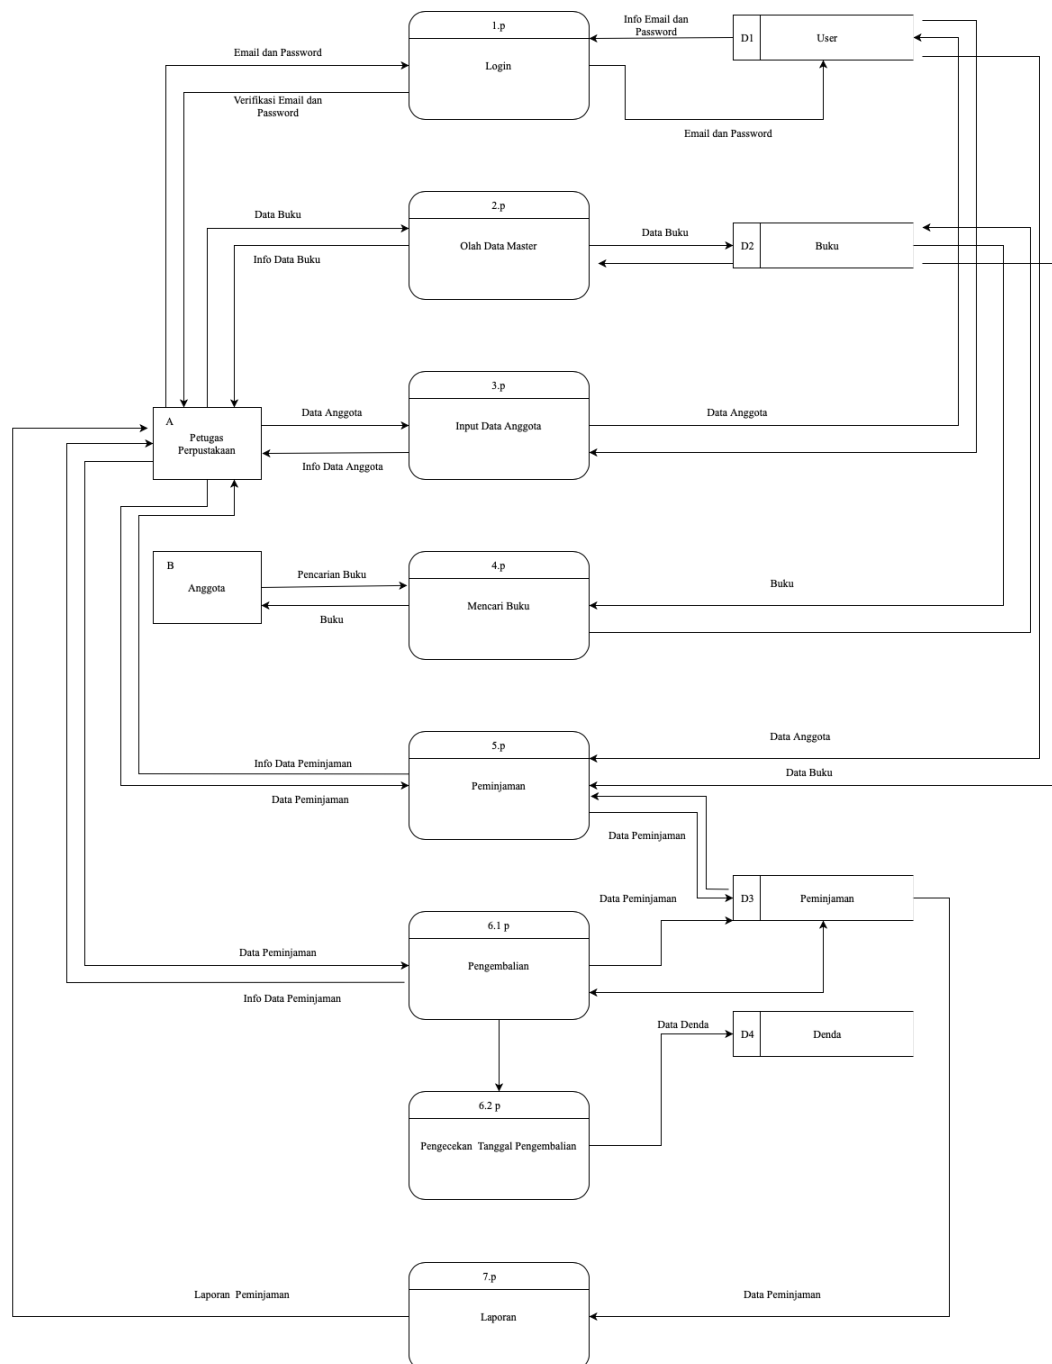 1.p
Info Email dan
Password
D1
User
Email dan Password
Login
Verifikasi Email dan
Password
Email dan Password
2.p
Data Buku
Data Buku
Olah Data Master
D2
Buku
Info Data Buku
3.p
Data Anggota
Data Anggota
A
Petugas
Perpustakaan
Input Data Anggota
Info Data Anggota
4.p
B
Pencarian Buku
Buku
Anggota
Mencari Buku
Buku
5.p
Data Anggota
Info Data Peminjaman
Data Buku
Peminjaman
Data Peminjaman
Data Peminjaman
D3
Peminjaman
Data Peminjaman
6.1 p
Data Peminjaman
Pengembalian
Info Data Peminjaman
Data Denda
D4
Denda
6.2 p
Pengecekan Tanggal Pengembalian
7.p
Laporan Peminjaman
Data Peminjaman
Laporan